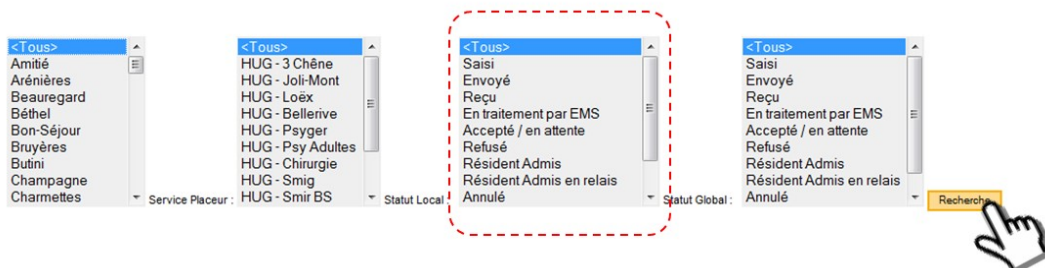 <Tous>
Amitié
Arénières
Beauregard
Béthel
Bon-Séjour
Bruyères
Butini
Champagne
Charmettes
Service Placeur :
<Tous>
HUG - 3 Chêne
HUG - Joli-Mont
HUG - Loëx
HUG - Bellerive
HUG - Psyger
HUG - Psy Adultes
HUG - Chirurgie
HUG - Smig
HUG - Smir BS
Statut Local :
<Tous>
Saisi
Envoyé
Reçu
En traitement par EMS
Accepté / en attente
Refusé
Résident Admis
Résident Admis en relais
Annulé
Statut Global :
<Tous>
Saisi
Envoyé
Reçu
En traitement par EMS
Accepté / en attente
Refusé
Résident Admis
Résident Admis en relais
Annulé
Recherche